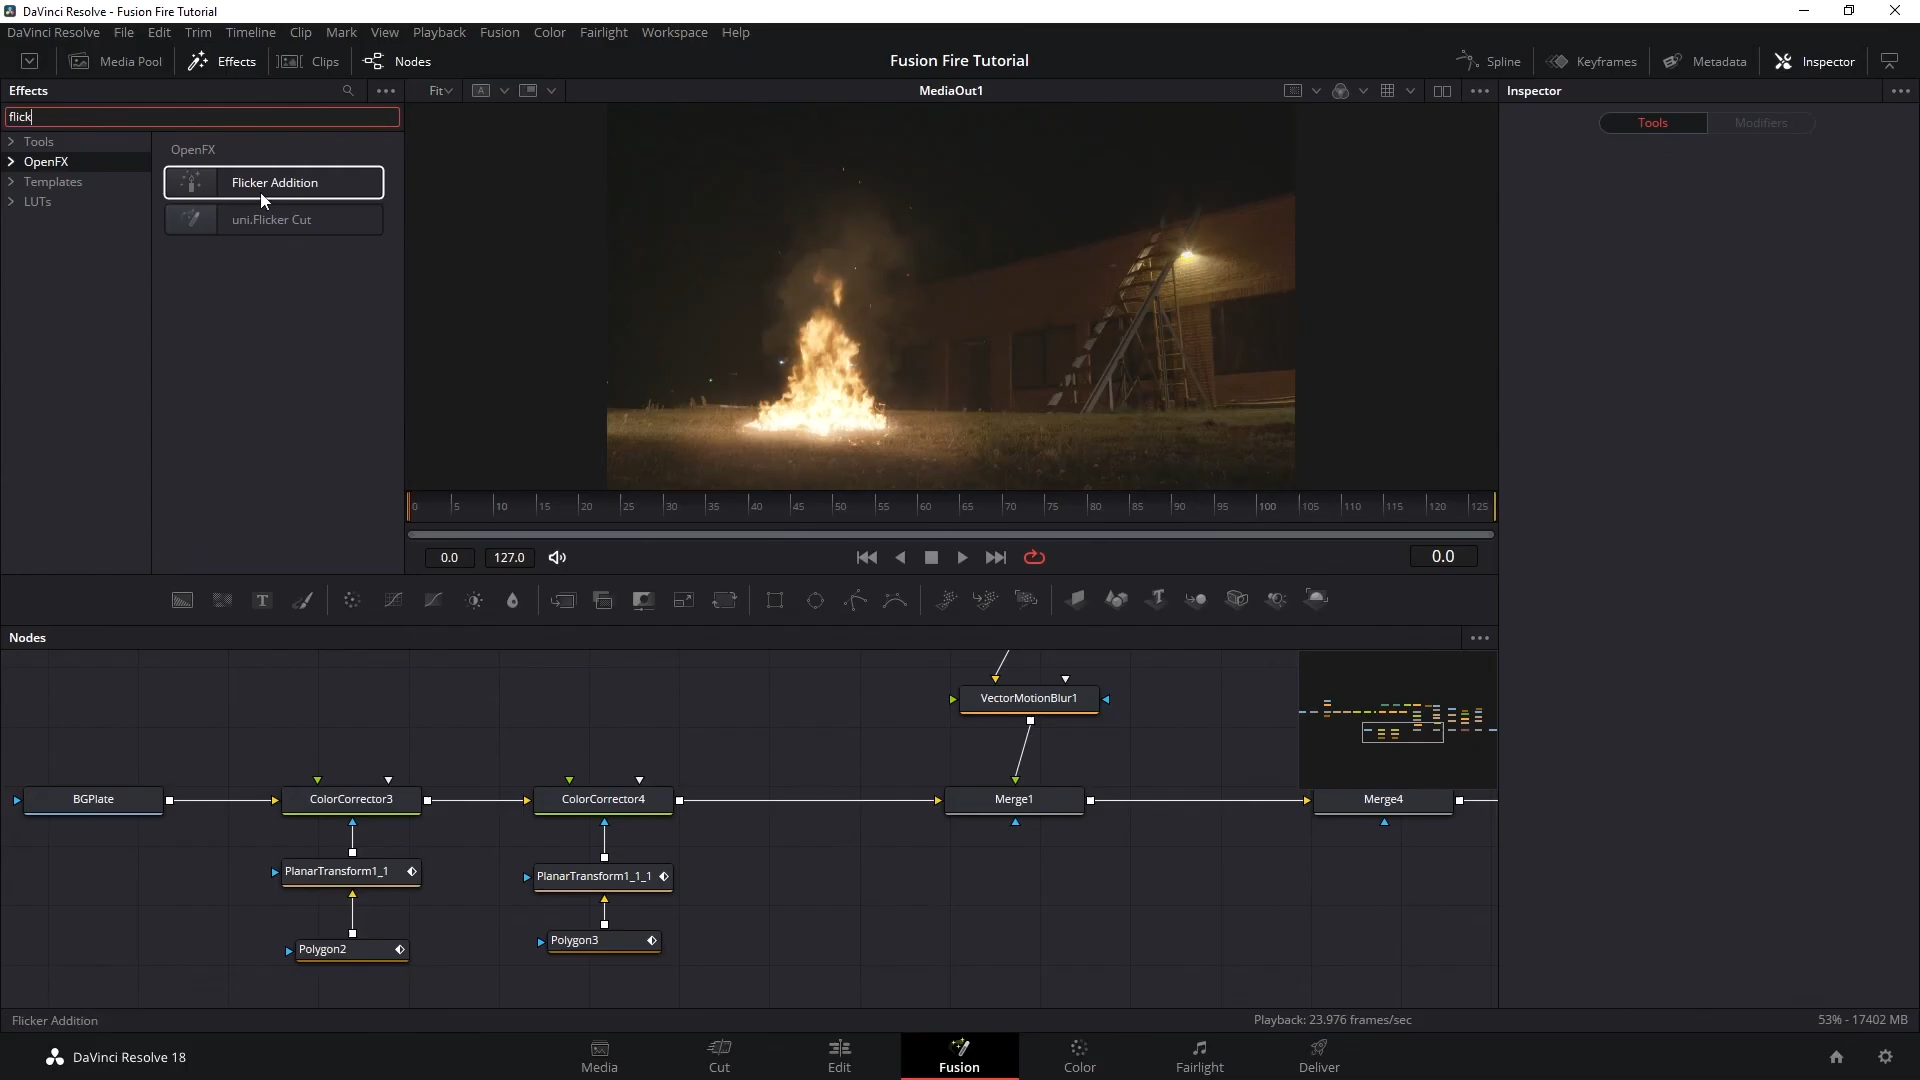 DaVinci Resolve - Fusion Fire Tutorial
DaVinci Resolve File Edit Trim Timeline Clip Mark View Playback Fusion Color Fairlight Workspace Help
Media Pool Effects Clips Nodes Fusion Fire Tutorial Spline Keyframes Metadata Inspector
Effects Fit A MediaOut1 Inspector
flick
Tools Modifiers
Tools
OpenFX
Templates
LUTs
OpenFX
Flicker Addition
uni.Flicker Cut
0 5 10 15 20 25 30 35 40 45 50 55 60 65 70 75 80 85 90 95 100 105 110 115 120 125
0.0 127.0 0.0
T
Nodes
VectorMotionBlur1
BGPlate ColorCorrector3 ColorCorrector4 Merge1 Merge4
PlanarTransform1_1 PlanarTransform1_1_1
Polygon2 Polygon3
Flicker Addition Playback: 23.976 frames/sec 53% - 17402 MB
DaVinci Resolve 18 Media Cut Edit Fusion Color Fairlight Deliver